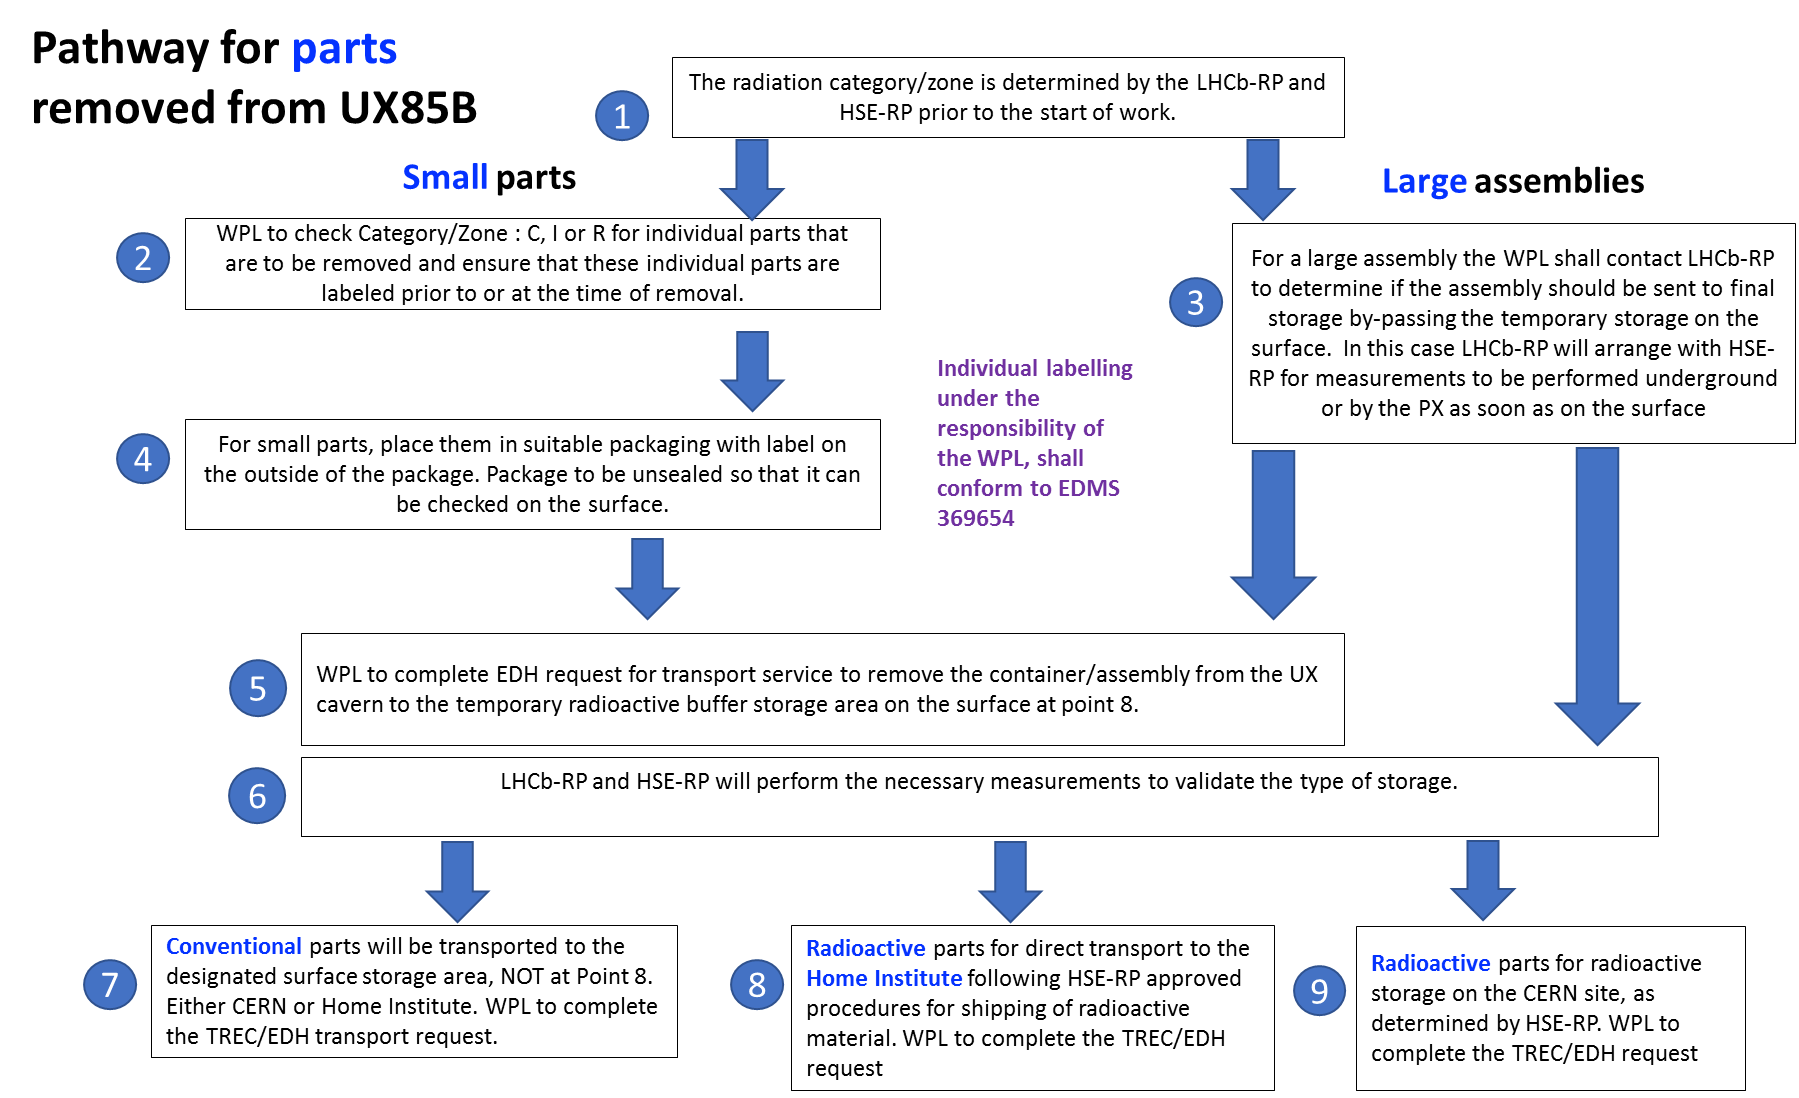 Pathway for parts
removed from UX85B
1
The radiation category/zone is determined by the LHCb-RP and
HSE-RP prior to the start of work.
Small parts
Large assemblies
2
WPL to check Category/Zone : C, I or R for individual parts that
are to be removed and ensure that these individual parts are
labeled prior to or at the time of removal.
3
For a large assembly the WPL shall contact LHCb-RP
to determine if the assembly should be sent to final
storage by-passing the temporary storage on the
surface. In this case LHCb-RP will arrange with HSE-
RP for measurements to be performed underground
or by the PX as soon as on the surface
Individual labelling
under the
responsibility of
the WPL, shall
conform to EDMS
369654
4
For small parts, place them in suitable packaging with label on
the outside of the package. Package to be unsealed so that it can
be checked on the surface.
5
WPL to complete EDH request for transport service to remove the container/assembly from the UX
cavern to the temporary radioactive buffer storage area on the surface at point 8.
6
LHCb-RP and HSE-RP will perform the necessary measurements to validate the type of storage.
7
Conventional parts will be transported to the
designated surface storage area, NOT at Point 8.
Either CERN or Home Institute. WPL to complete
the TREC/EDH transport request.
8
Radioactive parts for direct transport to the
Home Institute following HSE-RP approved
procedures for shipping of radioactive
material. WPL to complete the TREC/EDH
request
9
Radioactive parts for radioactive
storage on the CERN site, as
determined by HSE-RP. WPL to
complete the TREC/EDH request